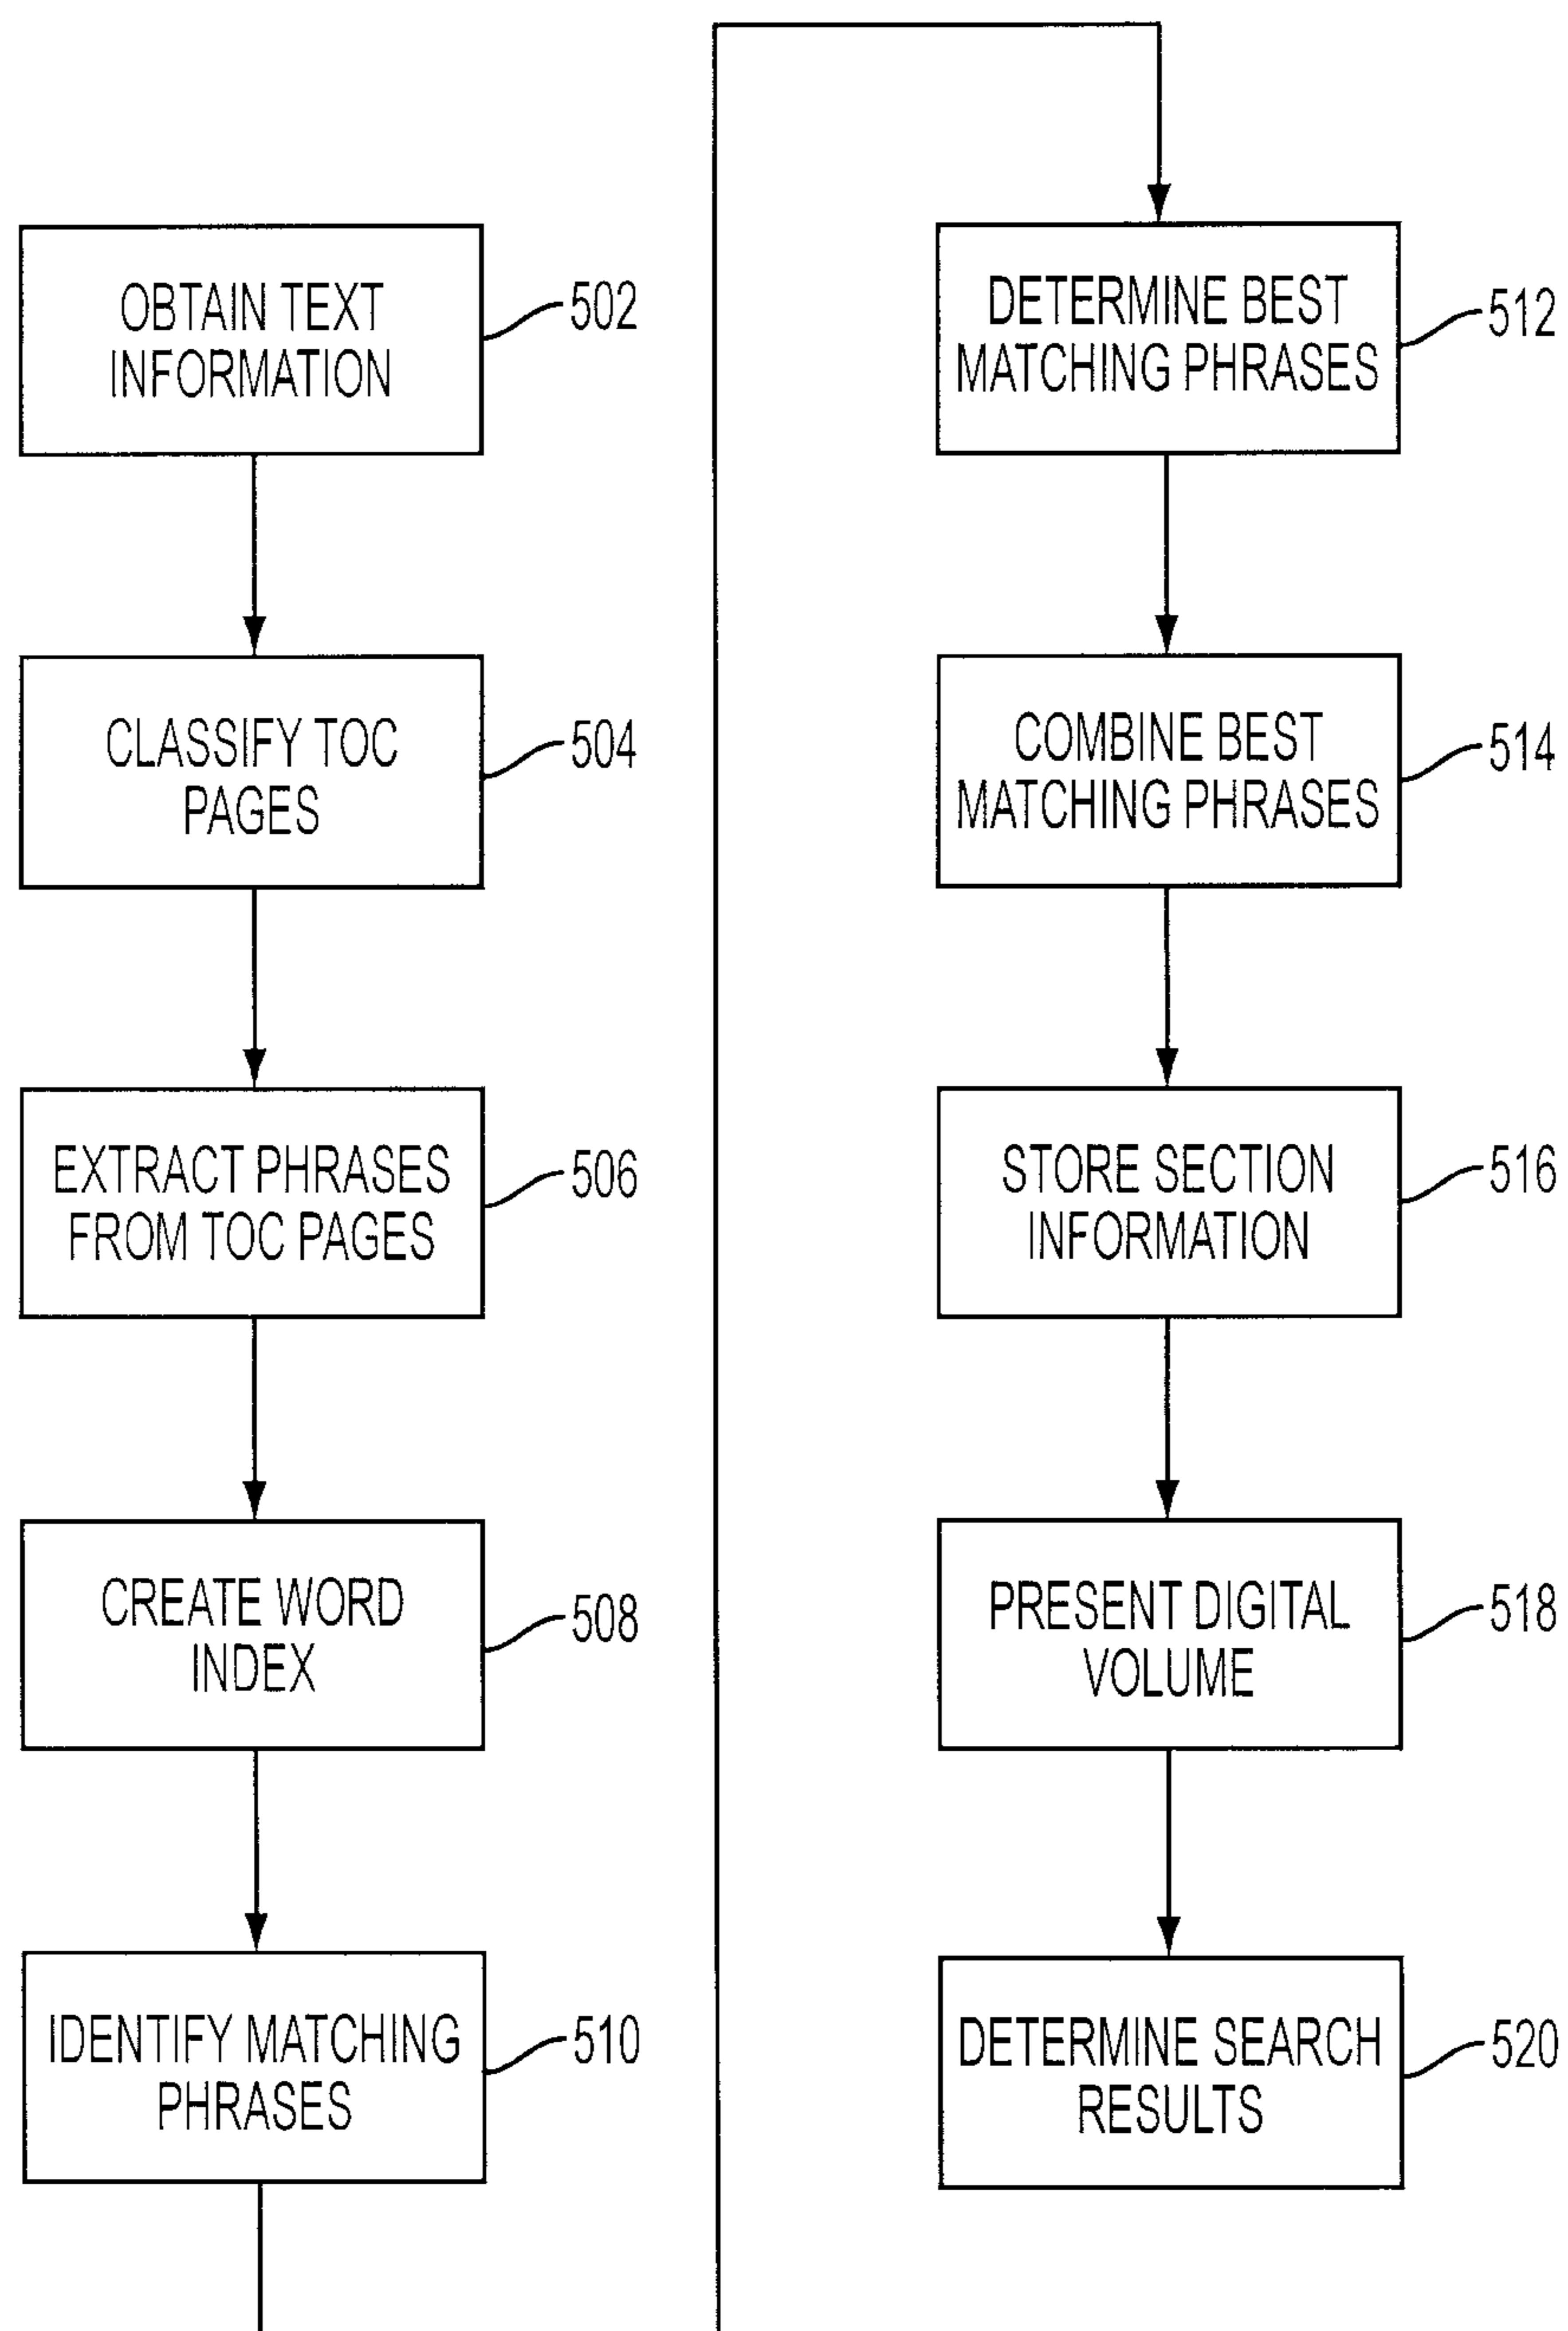 OBTAIN TEXT
INFORMATION
502
CLASSIFY TOC
PAGES
504
EXTRACT PHRASES
FROM TOC PAGES
506
CREATE WORD
INDEX
508
IDENTIFY MATCHING
PHRASES
510
DETERMINE BEST
MATCHING PHRASES
512
COMBINE BEST
MATCHING PHRASES
514
STORE SECTION
INFORMATION
516
PRESENT DIGITAL
VOLUME
518
DETERMINE SEARCH
RESULTS
520